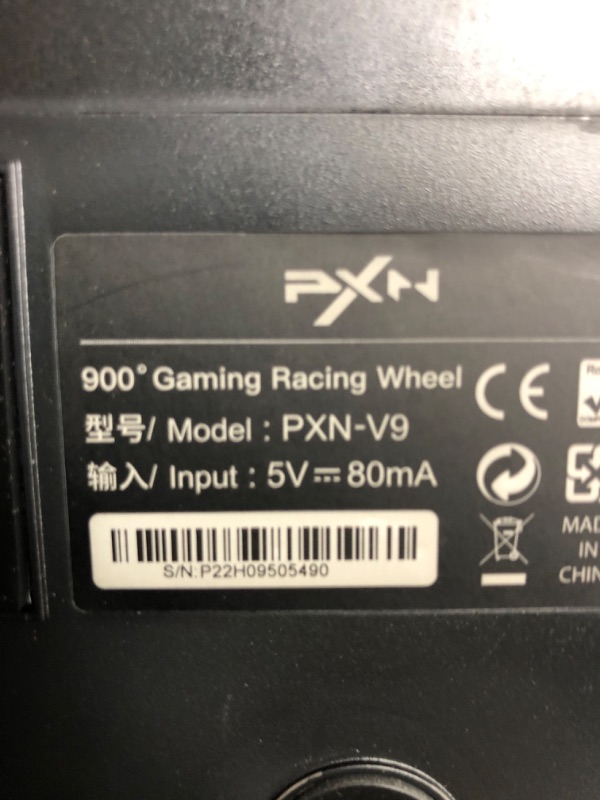 PXN
900° Gaming Racing Wheel
CE
型号/ Model : PXN-V9
输入/ Input : 5V⎓80mA
S/N: P22H09505490
MAD
IN
CHIN